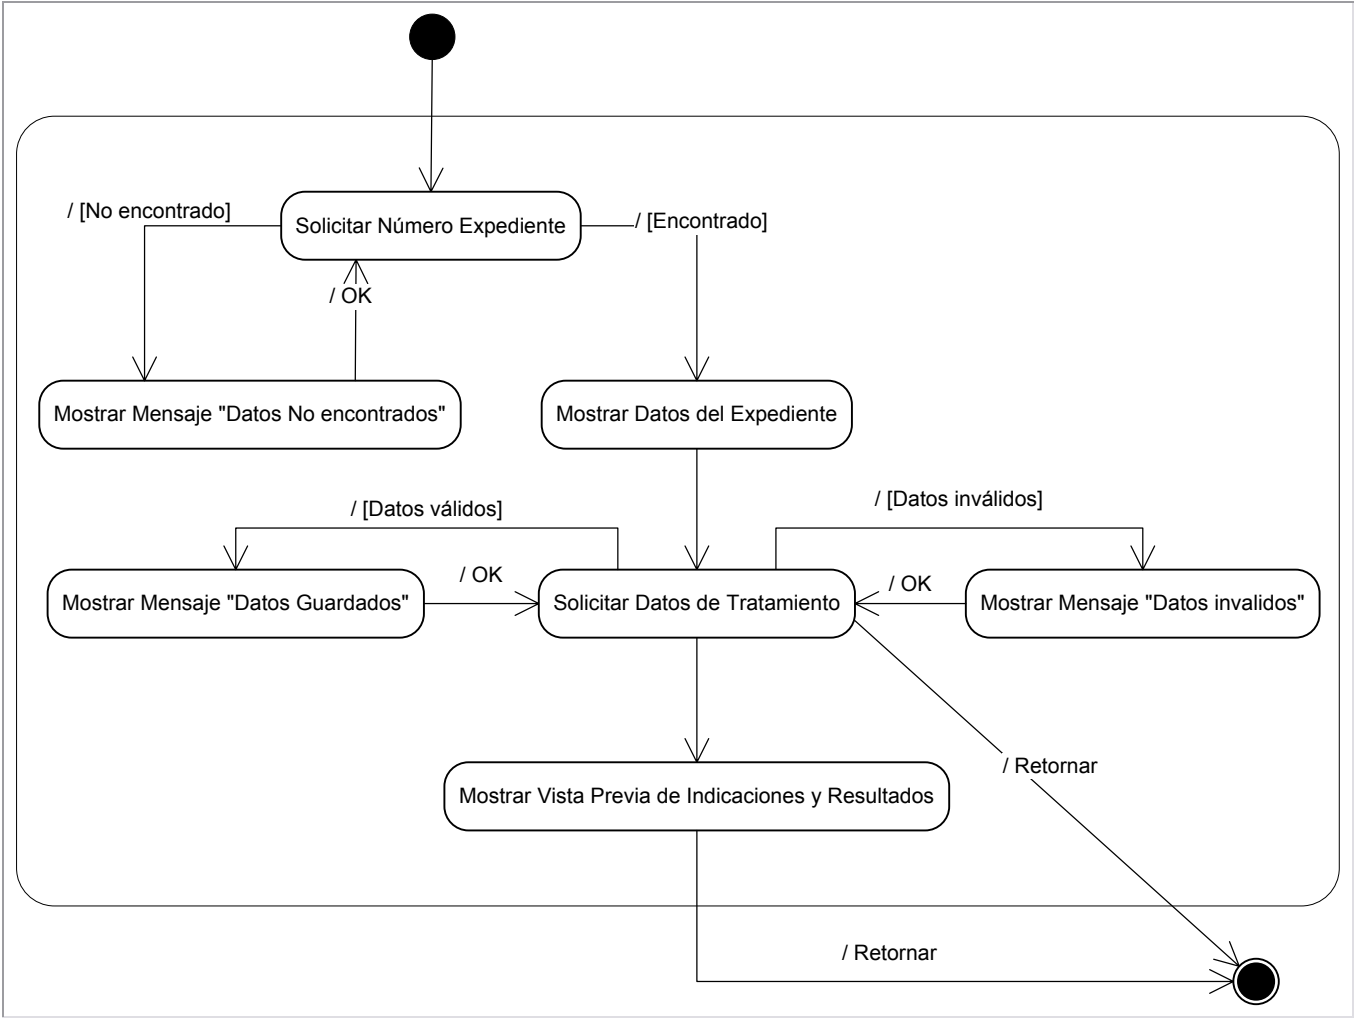 / [No encontrado]
Solicitar Número Expediente
/ [Encontrado]
/ OK
Mostrar Mensaje "Datos No encontrados"
Mostrar Datos del Expediente
/ [Datos válidos]
/ [Datos inválidos]
/ OK
/ OK
Mostrar Mensaje "Datos Guardados"
Solicitar Datos de Tratamiento
Mostrar Mensaje "Datos invalidos"
/ Retornar
Mostrar Vista Previa de Indicaciones y Resultados
/ Retornar